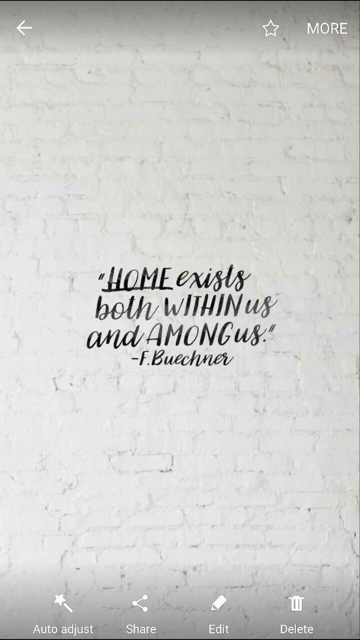 MORE
"HOME exists
both WITHIN us
and AMONG us."
-F.Buechner
Auto adjust Share Edit Delete